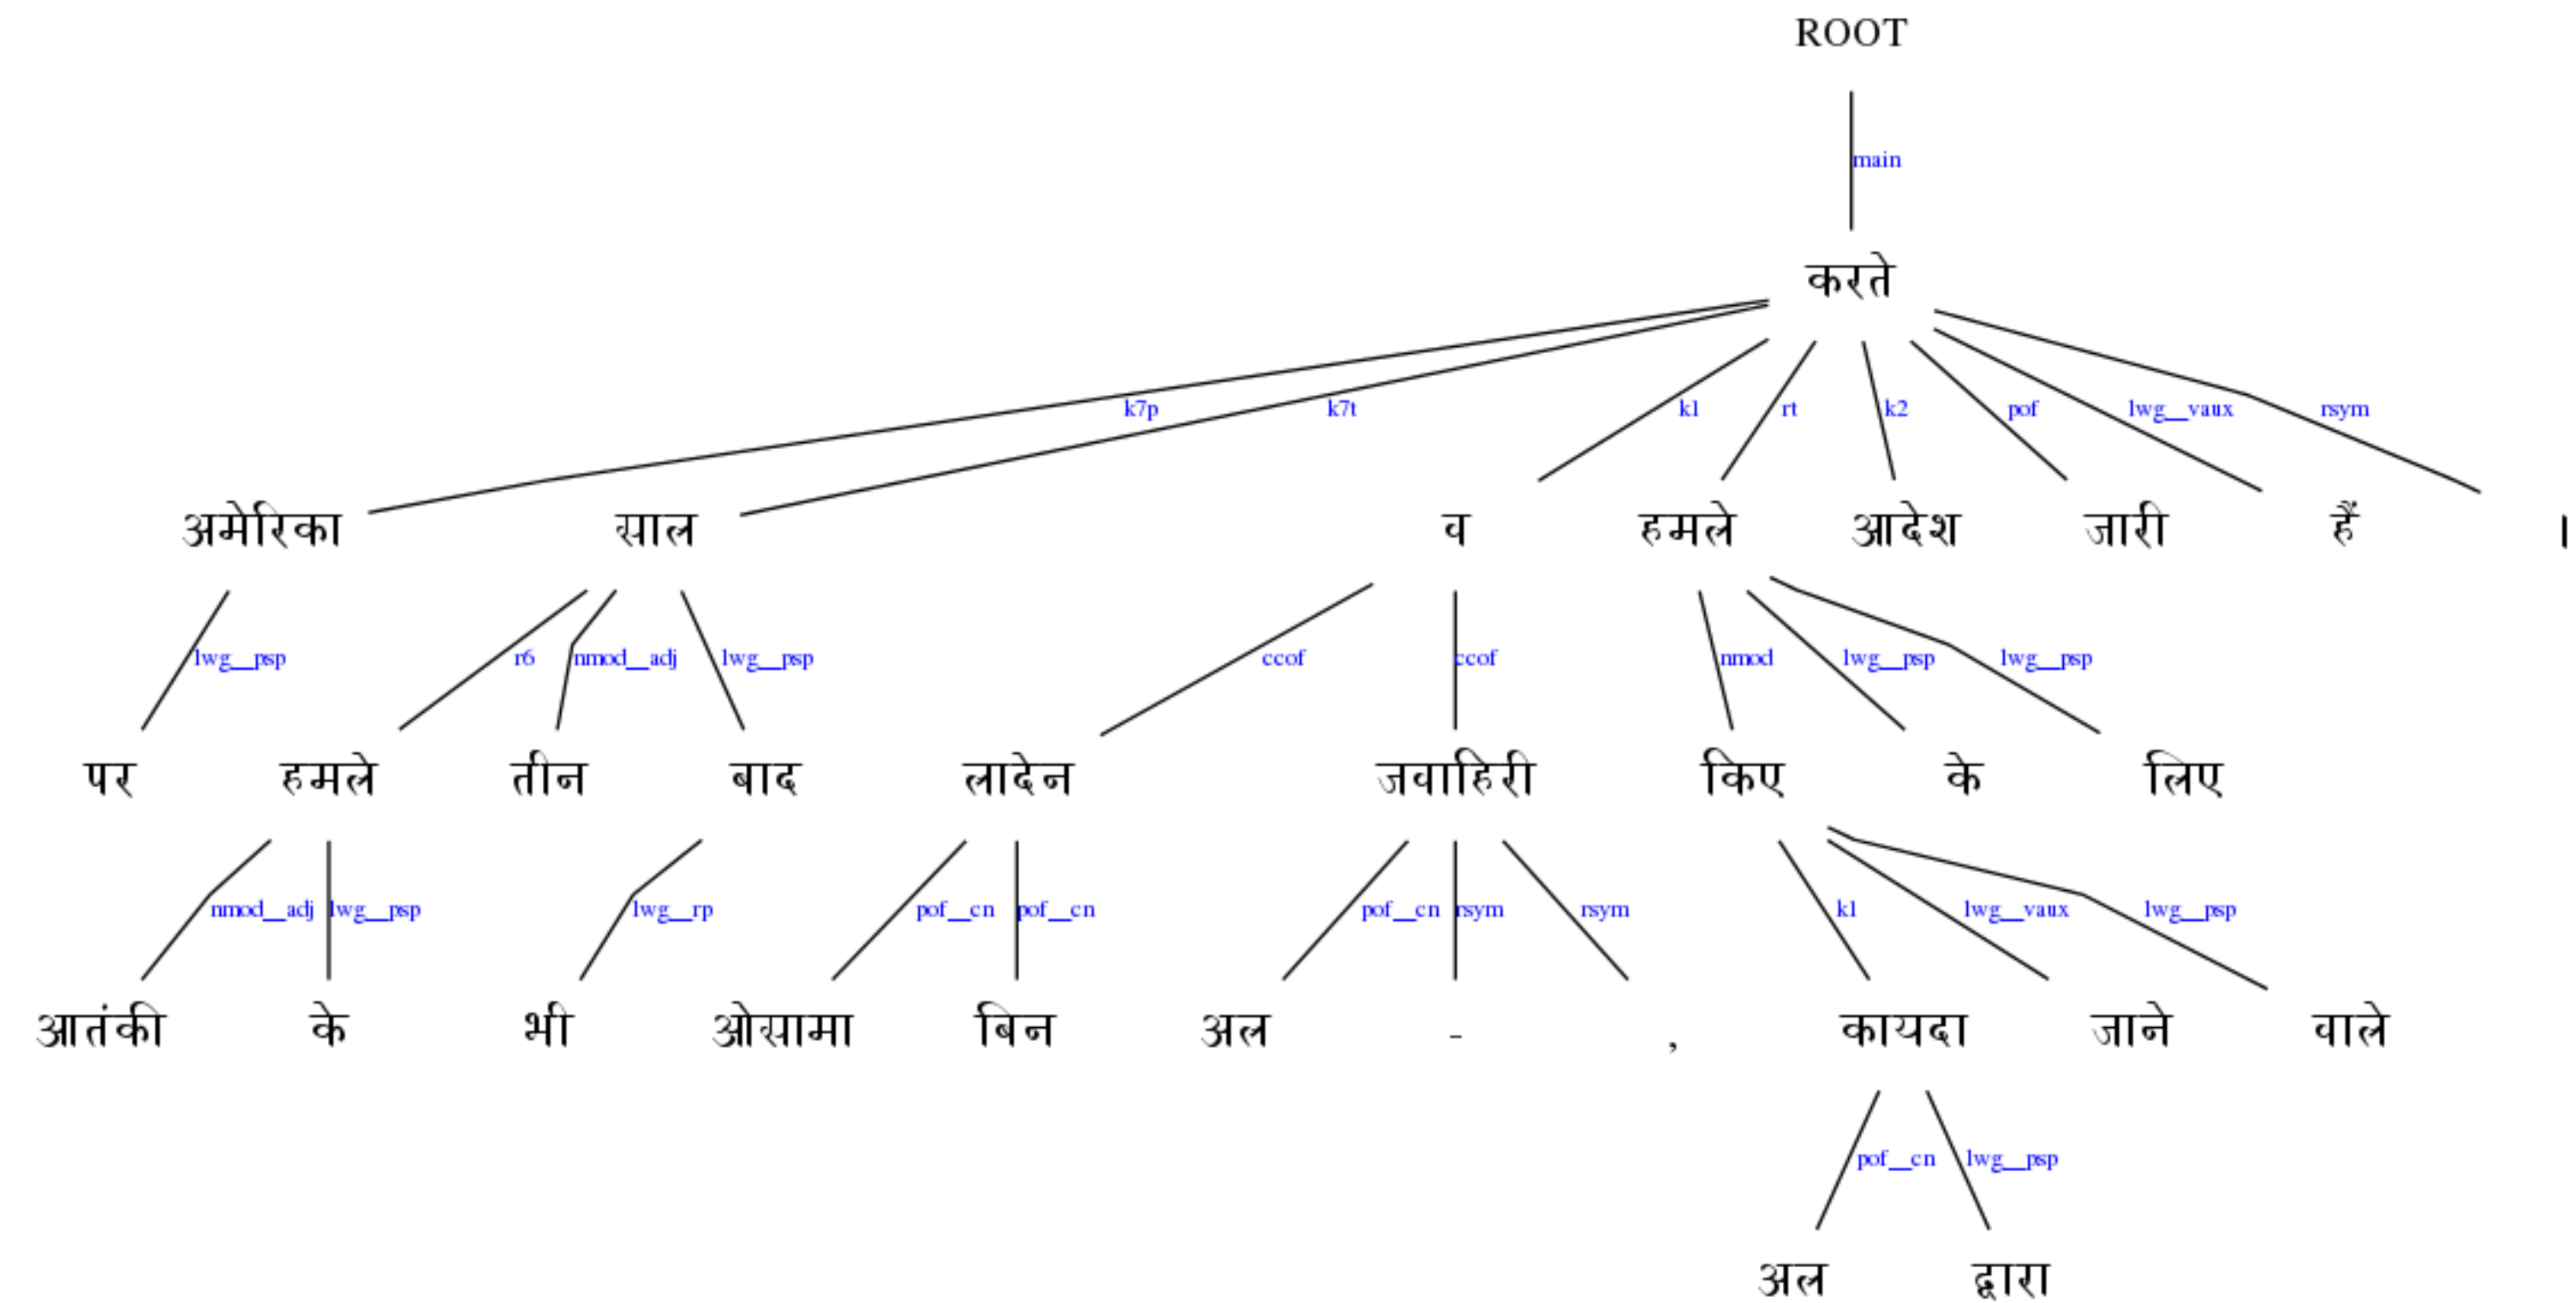 ROOT
main
करते
k7p k7t k1 rt k2 pof lwg__vaux rsym
अमेरिका साल व हमले आदेश जारी हैं ।
lwg__psp r6 nmod__adj lwg__psp ccof ccof nmod lwg__psp lwg__psp
पर हमले तीन बाद लादेन जवाहिरी किए के लिए
nmod__adj lwg__psp lwg__rp pof__cn pof__cn pof__cn rsym rsym k1 lwg__vaux lwg__psp
आतंकी के भी ओसामा बिन अल - , कायदा जाने वाले
pof__cn lwg__psp
अल द्वारा